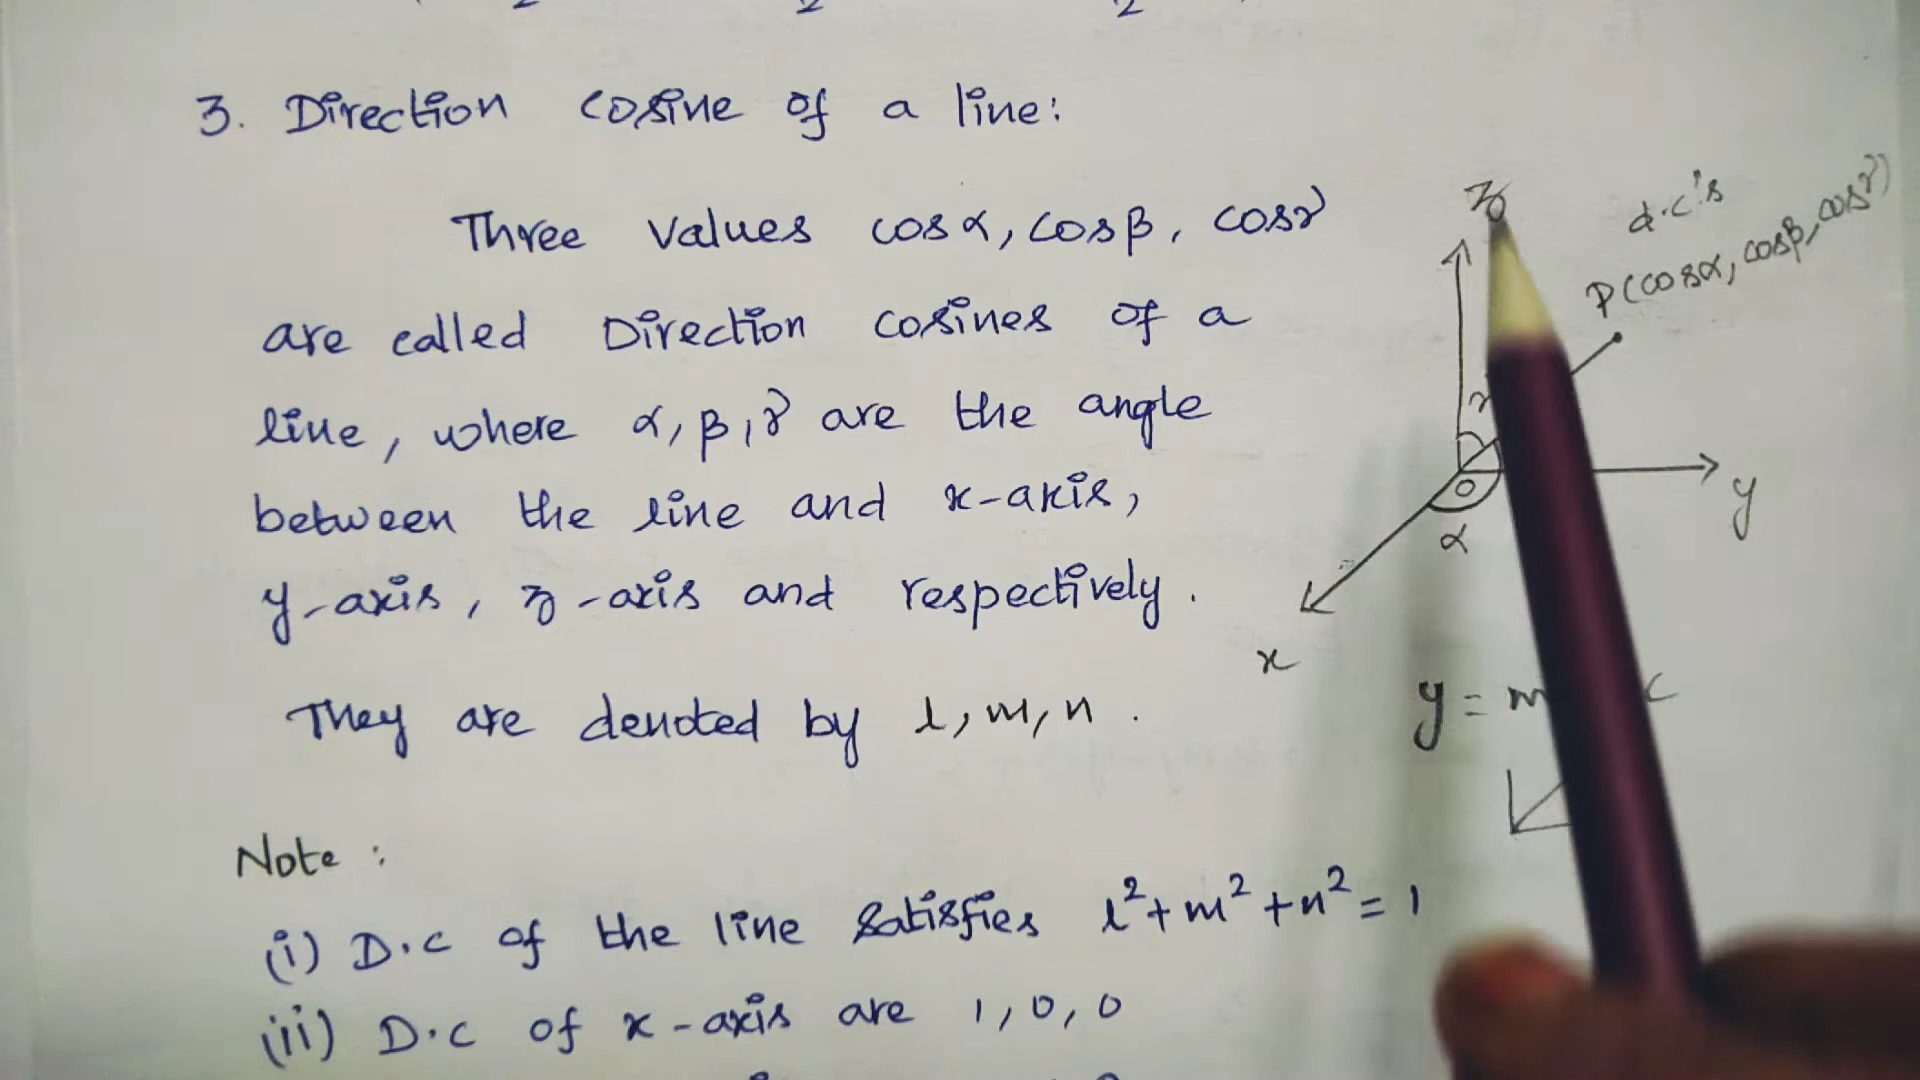 3. Direction cosine of a line:
Three values cosα, cosβ, cosγ
are called Direction cosines of a
line, where α, β, γ are the angle
between the line and x-axis,
y-axis, z-axis and respectively.
They are denoted by l, m, n.
Note :
(i) D.c of the line satisfies l²+m²+n²=1
(ii) D.c of x-axis are 1, 0, 0
z
d.c's
P(cosα, cosβ, cosγ)
γ
O
y
α
x
y = m c